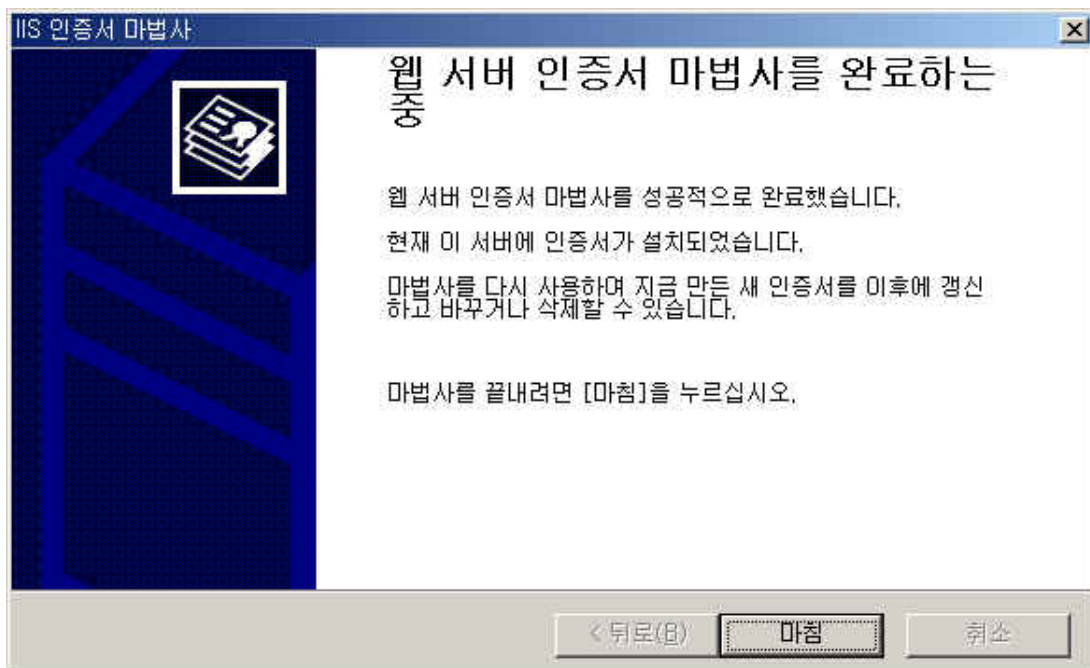 IIS 인증서 마법사
웹 서버 인증서 마법사를 완료하는
중
웹 서버 인증서 마법사를 성공적으로 완료했습니다.
현재 이 서버에 인증서가 설치되었습니다.
마법사를 다시 사용하여 지금 만든 새 인증서를 이후에 갱신
하고 바꾸거나 삭제할 수 있습니다.
마법사를 끝내려면 [마침]을 누르십시오.
< 뒤로(B) 마침 취소